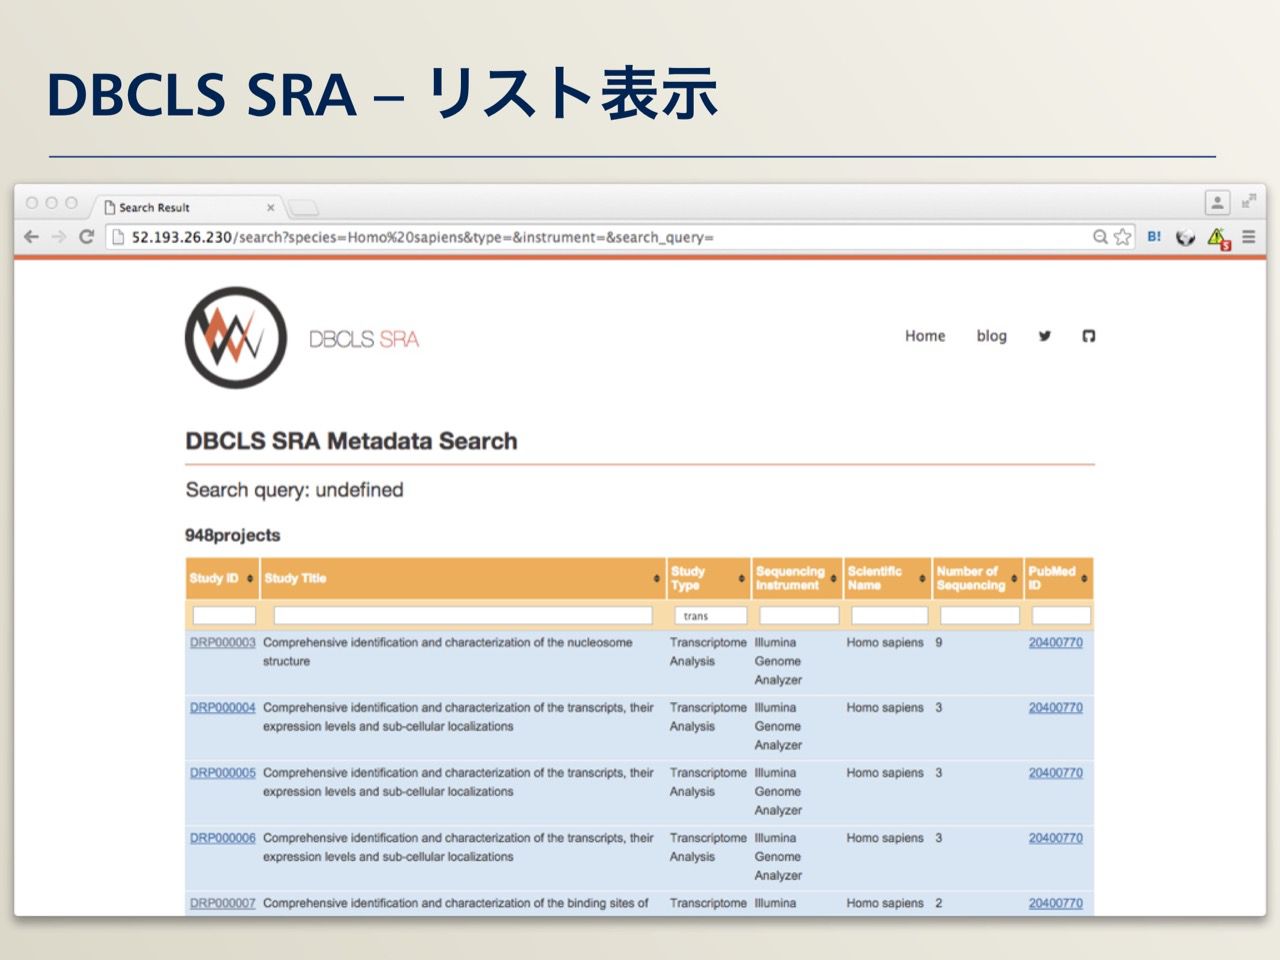 DBCLS SRA – リスト表示
Search Result
52.193.26.230/search?species=Homo%20sapiens&type=&instrument=&search_query=
B!
5
DBCLS SRA
Home blog
DBCLS SRA Metadata Search
Search query: undefined
948projects
Study ID Study Title Study Type Sequencing Instrument Scientific Name Number of Sequencing PubMed ID
trans
DRP000003 Comprehensive identification and characterization of the nucleosome Transcriptome Illumina Homo sapiens 9 20400770
structure Analysis Genome
Analyzer
DRP000004 Comprehensive identification and characterization of the transcripts, their Transcriptome Illumina Homo sapiens 3 20400770
expression levels and sub-cellular localizations Analysis Genome
Analyzer
DRP000005 Comprehensive identification and characterization of the transcripts, their Transcriptome Illumina Homo sapiens 3 20400770
expression levels and sub-cellular localizations Analysis Genome
Analyzer
DRP000006 Comprehensive identification and characterization of the transcripts, their Transcriptome Illumina Homo sapiens 3 20400770
expression levels and sub-cellular localizations Analysis Genome
Analyzer
DRP000007 Comprehensive identification and characterization of the binding sites of Transcriptome Illumina Homo sapiens 2 20400770